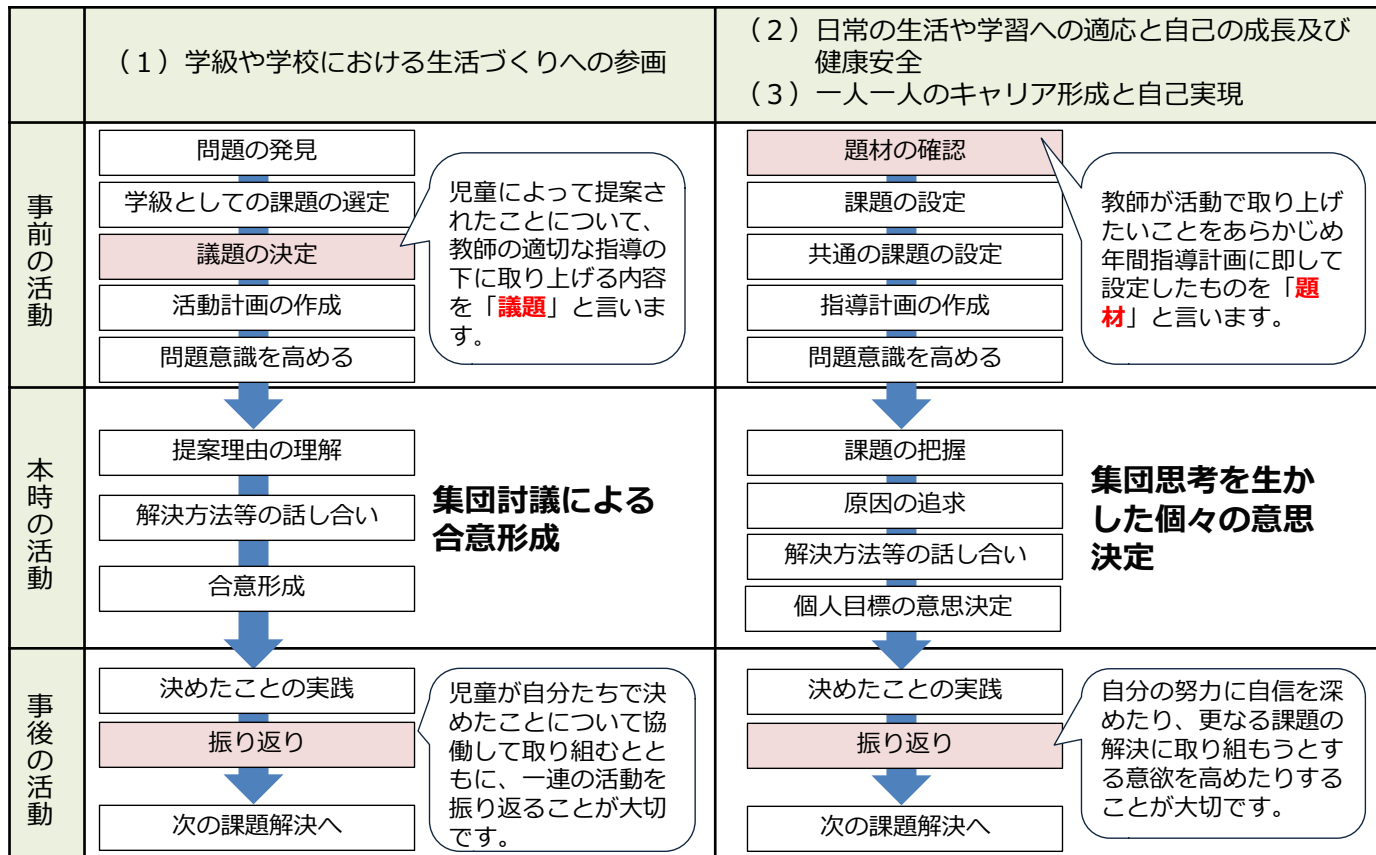 （１）学級や学校における生活づくりへの参画
（２）日常の生活や学習への適応と自己の成長及び
健康安全
（３）一人一人のキャリア形成と自己実現
事前の活動
問題の発見
学級としての課題の選定
議題の決定
活動計画の作成
問題意識を高める
児童によって提案さ
れたことについて、
教師の適切な指導の
下に取り上げる内容
を「議題」と言いま
す。
題材の確認
課題の設定
共通の課題の設定
指導計画の作成
問題意識を高める
教師が活動で取り上げ
たいことをあらかじめ
年間指導計画に即して
設定したものを「題
材」と言います。
本時の活動
提案理由の理解
解決方法等の話し合い
合意形成
集団討議による
合意形成
課題の把握
原因の追求
解決方法等の話し合い
個人目標の意思決定
集団思考を生か
した個々の意思
決定
事後の活動
決めたことの実践
振り返り
次の課題解決へ
児童が自分たちで決
めたことについて協
働して取り組むとと
もに、一連の活動を
振り返ることが大切
です。
決めたことの実践
振り返り
次の課題解決へ
自分の努力に自信を深
めたり、更なる課題の
解決に取り組もうとす
る意欲を高めたりする
ことが大切です。